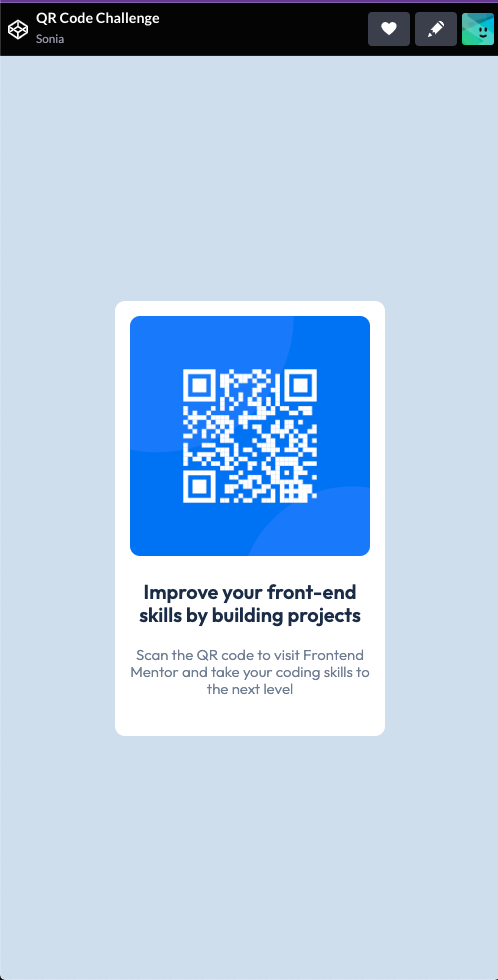 QR Code Challenge
Sonia
Improve your front-end
skills by building projects
Scan the QR code to visit Frontend
Mentor and take your coding skills to
the next level